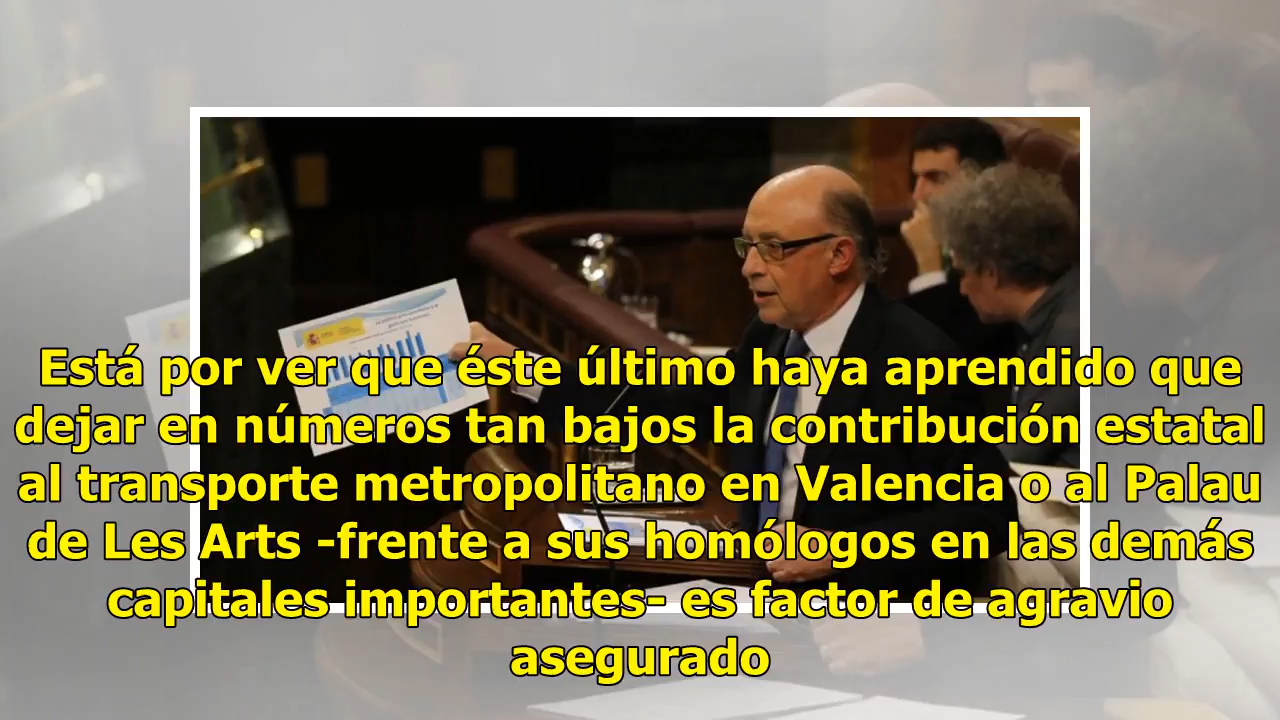 Está por ver que éste último haya aprendido que
dejar en números tan bajos la contribución estatal
al transporte metropolitano en Valencia o al Palau
de Les Arts -frente a sus homólogos en las demás
capitales importantes- es factor de agravio
asegurado